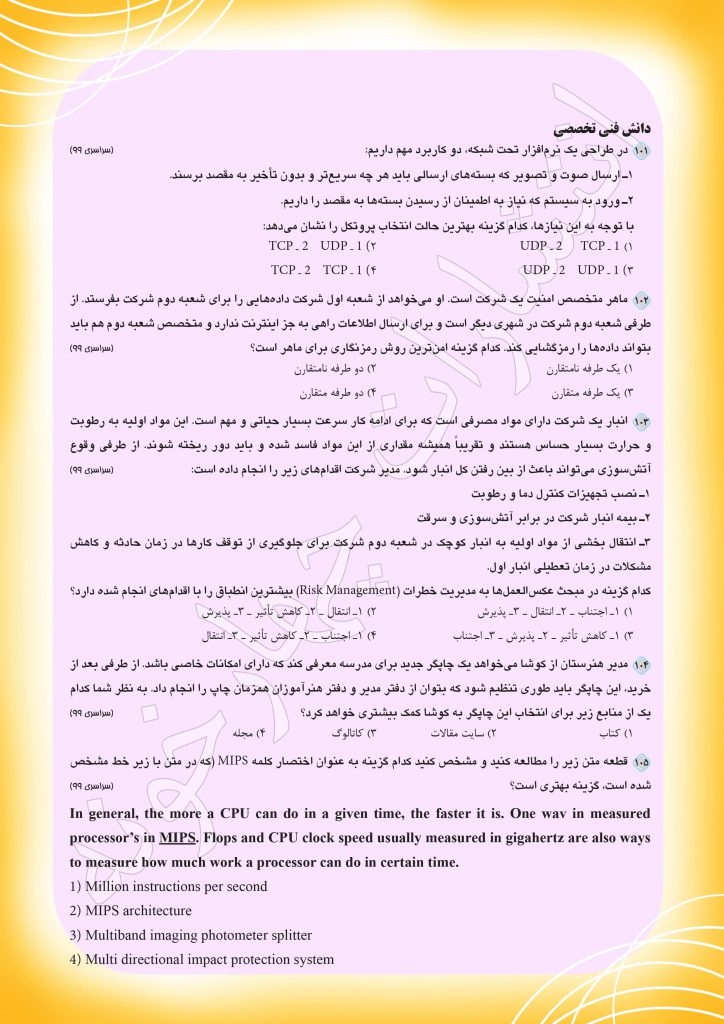 دانش فنی تخصصی
۱۰۱ در طراحی یک نرم‌افزار تحت شبکه، دو کاربرد مهم داریم: (سراسری ۹۹)
۱ـ ارسال صوت و تصویر که بسته‌های ارسالی باید هر چه سریع‌تر و بدون تأخیر به مقصد برسند.
۲ـ ورود به سیستم که نیاز به اطمینان از رسیدن بسته‌ها به مقصد را داریم.
با توجه به این نیازها، کدام گزینه بهترین حالت انتخاب پروتکل را نشان می‌دهد:
۱) TCP ـ 1 UDP ـ 2 ۲) UDP ـ 1 TCP ـ 2
۳) UDP ـ 1 UDP ـ 2 ۴) TCP ـ 1 TCP ـ 2
۱۰۲ ماهر متخصص امنیت یک شرکت است. او می‌خواهد از شعبه اول شرکت داده‌هایی را برای شعبه دوم شرکت بفرستد. از
طرفی شعبه دوم شرکت در شهری دیگر است و برای ارسال اطلاعات راهی به جز اینترنت ندارد و متخصص شعبه دوم هم باید
بتواند داده‌ها را رمزگشایی کند. کدام گزینه امن‌ترین روش رمزنگاری برای ماهر است؟ (سراسری ۹۹)
۱) یک طرفه نامتقارن ۲) دو طرفه نامتقارن
۳) یک طرفه متقارن ۴) دو طرفه متقارن
۱۰۳ انبار یک شرکت دارای مواد مصرفی است که برای ادامه کار سرعت بسیار حیاتی و مهم است. این مواد اولیه به رطوبت
و حرارت بسیار حساس هستند و تقریباً همیشه مقداری از این مواد فاسد شده و باید دور ریخته شوند. از طرفی وقوع
آتش‌سوزی می‌تواند باعث از بین رفتن کل انبار شود. مدیر شرکت اقدام‌های زیر را انجام داده است: (سراسری ۹۹)
۱ـ نصب تجهیزات کنترل دما و رطوبت
۲ـ بیمه انبار شرکت در برابر آتش‌سوزی و سرقت
۳ـ انتقال بخشی از مواد اولیه به انبار کوچک در شعبه دوم شرکت برای جلوگیری از توقف کارها در زمان حادثه و کاهش
مشکلات در زمان تعطیلی انبار اول.
کدام گزینه در مبحث عکس‌العمل‌ها به مدیریت خطرات (Risk Management) بیشترین انطباق را با اقدام‌های انجام شده دارد؟
۱) ۱ـ اجتناب ـ ۲ـ انتقال ـ ۳ـ پذیرش ۲) ۱ـ انتقال ـ ۲ـ کاهش تأثیر ـ ۳ـ پذیرش
۳) ۱ـ کاهش تأثیر ـ ۲ـ پذیرش ـ ۳ـ اجتناب ۴) ۱ـ اجتناب ـ ۲ـ کاهش تأثیر ـ ۳ـ انتقال
۱۰۴ مدیر هنرستان از کوشا می‌خواهد یک چاپگر جدید برای مدرسه معرفی کند که دارای امکانات خاصی باشد. از طرفی بعد از
خرید، این چاپگر باید طوری تنظیم شود که بتوان از دفتر مدیر و دفتر هنرآموزان همزمان چاپ را انجام داد. به نظر شما کدام
یک از منابع زیر برای انتخاب این چاپگر به کوشا کمک بیشتری خواهد کرد؟ (سراسری ۹۹)
۱) کتاب ۲) سایت مقالات ۳) کاتالوگ ۴) مجله
۱۰۵ قطعه متن زیر را مطالعه کنید و مشخص کنید کدام گزینه به عنوان اختصار کلمه MIPS (که در متن با زیر خط مشخص
شده است، گزینه بهتری است؟ (سراسری ۹۹)
In general, the more a CPU can do in a given time, the faster it is. One wav in measured
processor's in MIPS. Flops and CPU clock speed usually measured in gigahertz are also ways
to measure how much work a processor can do in certain time.
1) Million instructions per second
2) MIPS architecture
3) Multiband imaging photometer splitter
4) Multi directional impact protection system
انتشارات چهارخونه